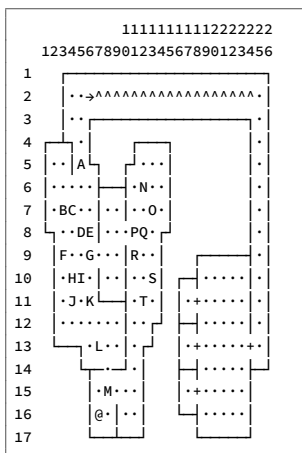 11111111112222222
12345678901234567890123456
1   ┌──────────────────────┐
2   │··→^^^^^^^^^^^^^^^^^^·│
3   │··┌─────────────────┐·│
4 ┌─┤·│    ┌───┐         │·│
5 │··│A└┐  ┌┘···│         │·│
6 │·····├──┤·N··│         │·│
7 │·BC··│··│··O·│         │·│
8 └┐··DE│··│·PQ┌┘         │·│
9  │F··G│··│R··│   ┌──────┤·│
10 │·HI··│··│··S│ ┌─┤·····│·│
11 │·J·K└──┤·T·│ │·+·····│·│
12 │········│··┌┘ ├─┤·····│·│
13 └──┐·L··│·┌┘  │·+·····+·│
14    └──·─┤·│   ├─┤·····├─┘
15     │·M···│   │·+·····│
16     │@·│··│   └─┤·····│
17     └──┴──┘     └─────┘